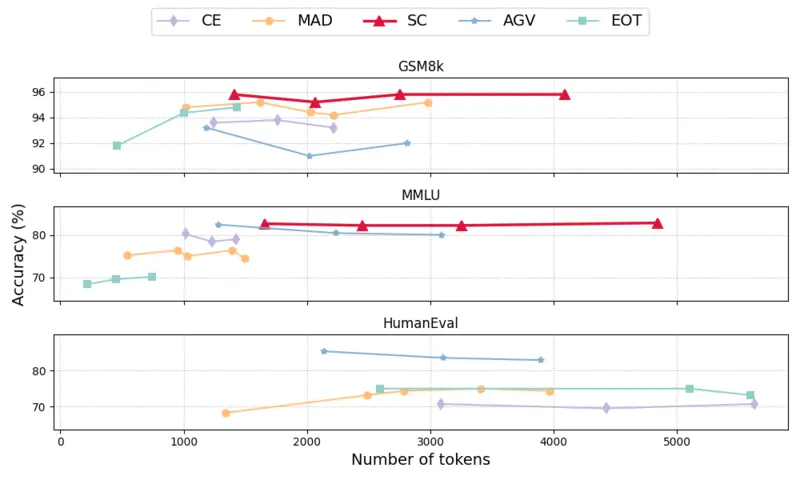 CE MAD SC AGV EOT
GSM8k
96
94
92
90
MMLU
80
70
HumanEval
80
70
0 1000 2000 3000 4000 5000
Accuracy (%)
Number of tokens